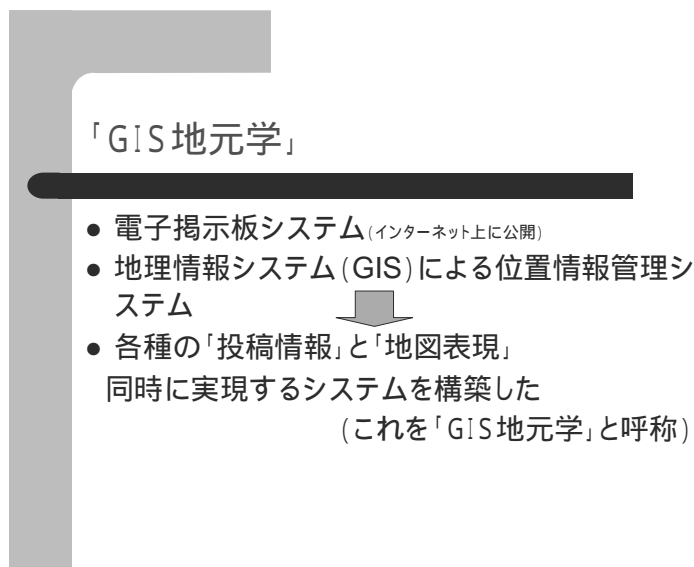 「GIS地元学」
● 電子掲示板システム(インターネット上に公開)
● 地理情報システム(GIS)による位置情報管理シ
ステム
● 各種の「投稿情報」と「地図表現」
同時に実現するシステムを構築した
(これを「GIS地元学」と呼称)